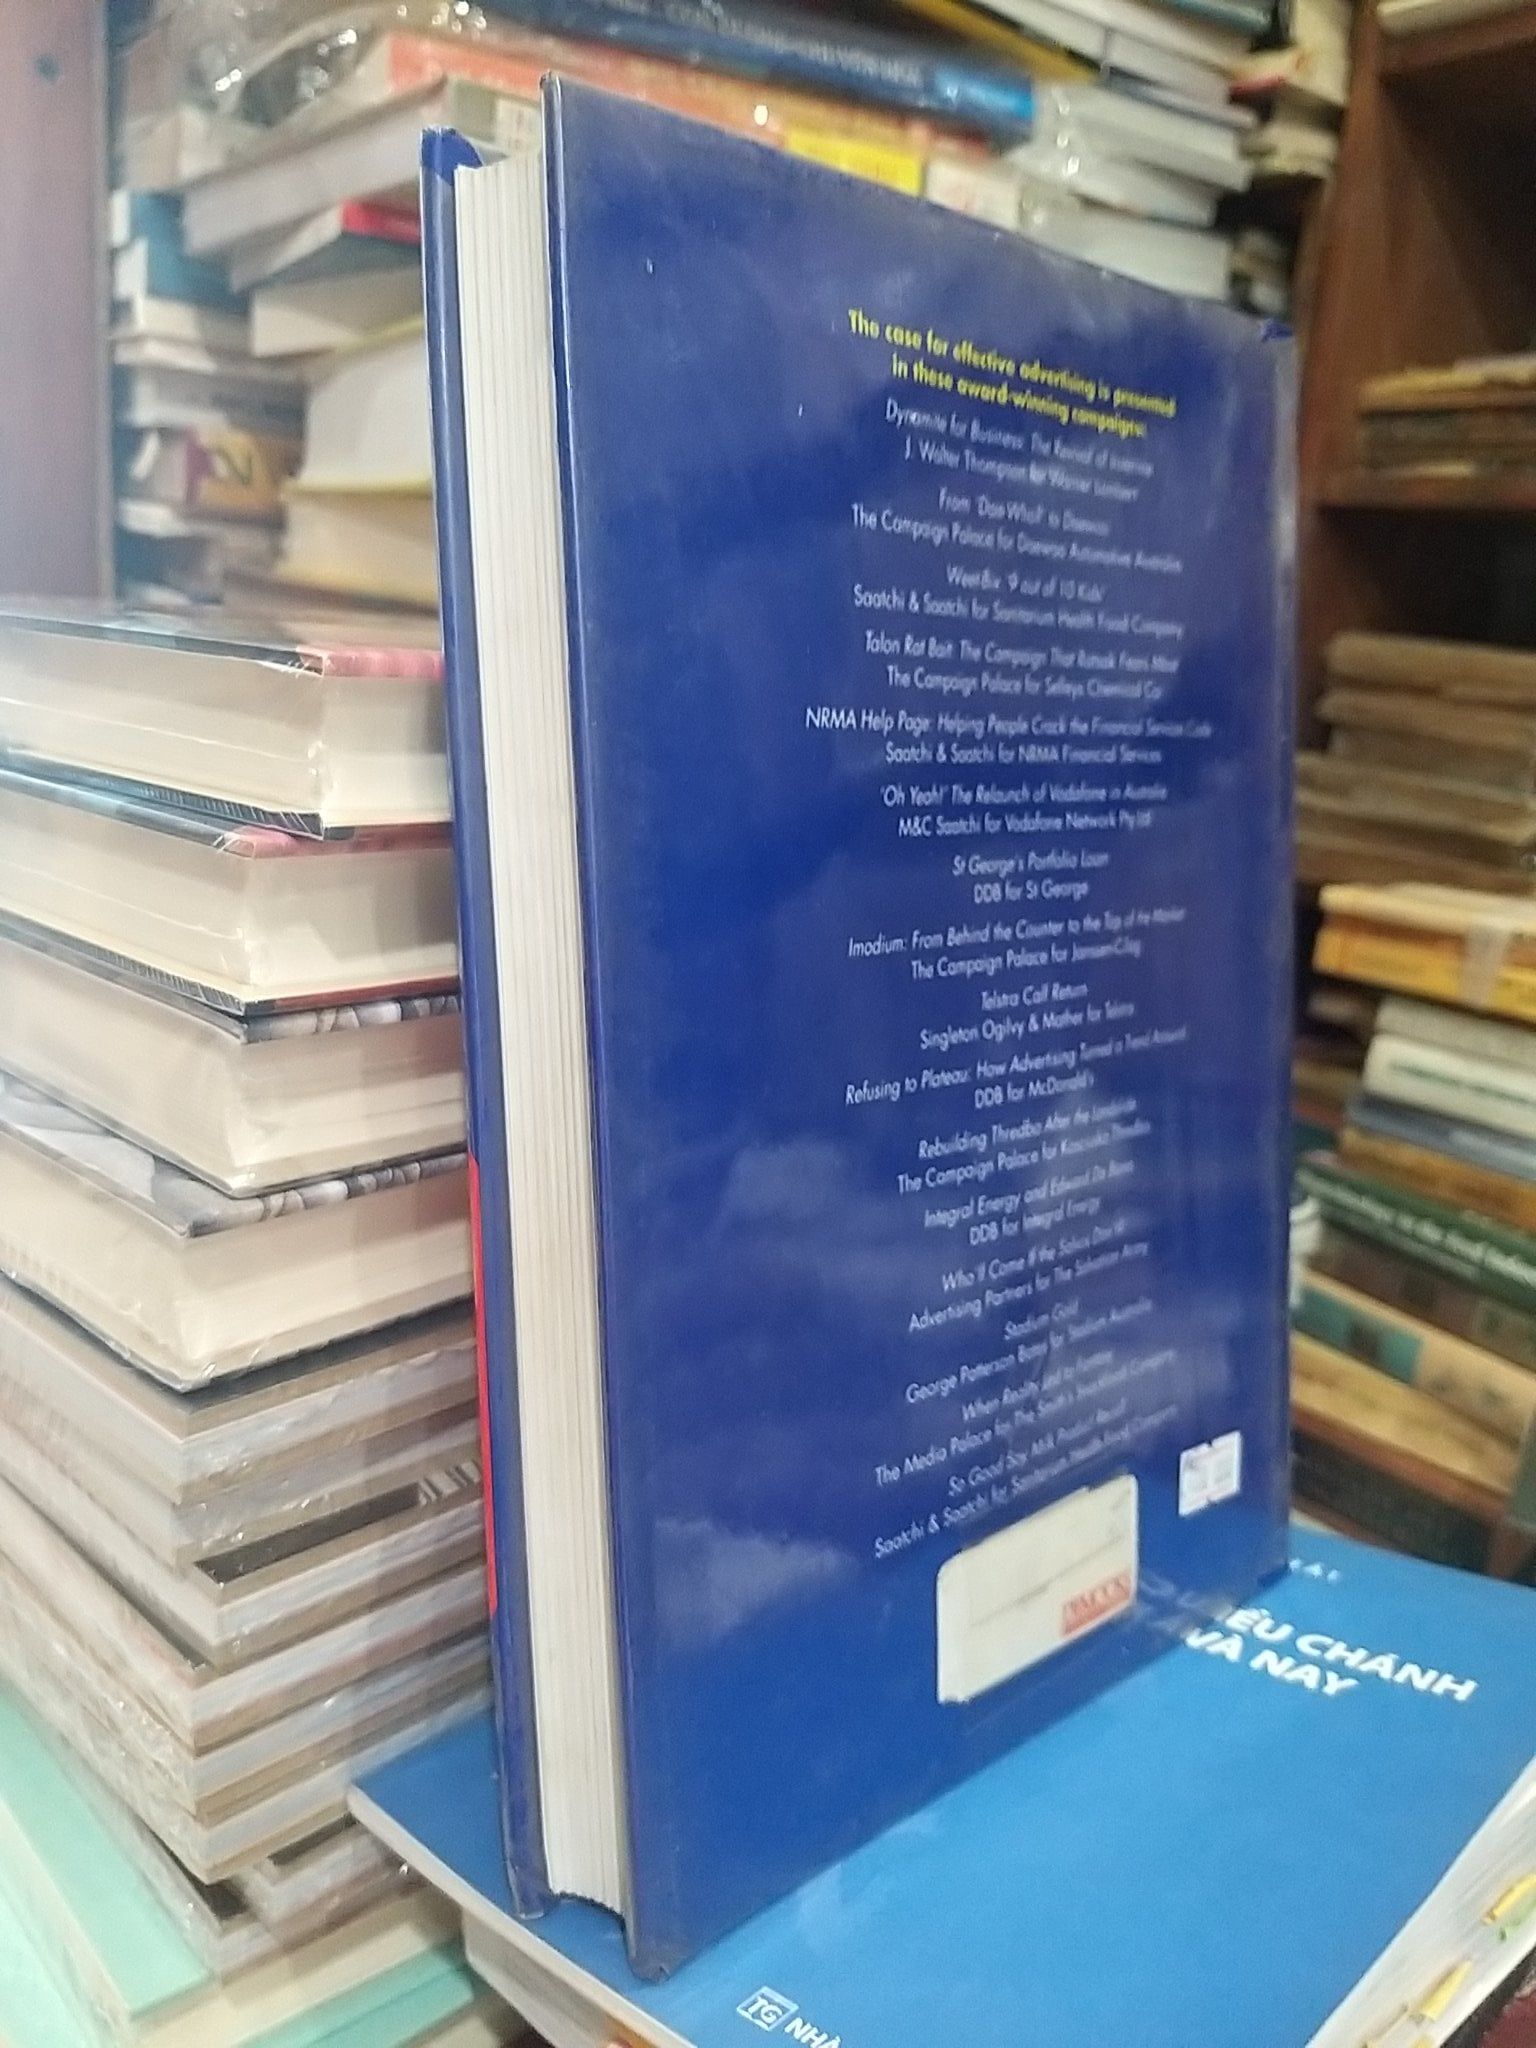 The case for effective advertising is presented
in these award-winning campaigns:
Dynamite for Business: The Revival of
J. Walter Thompson for Warner Lambert
From 'Dae-Who?' to Daewoo
The Campaign Palace for Daewoo Automotive Australia
Weet-Bix '9 out of 10 Kids'
Saatchi & Saatchi for Sanitarium Health Food Company
Talon Rat Bait: The Campaign That Fears Most
The Campaign Palace for Selleys Chemical Co
NRMA Help Page: Helping People Crack the Financial Services Code
Saatchi & Saatchi for NRMA Financial Services
'Oh Yeah!' The Relaunch of Vodafone in Australia
M&C Saatchi for Vodafone Network Pty Ltd
St George's Portfolio Loan
DDB for St George
Imodium: From Behind the Counter to the Top of the Market
The Campaign Palace for Janssen-Cilag
Telstra Call Return
Singleton Ogilvy & Mather for Telstra
Refusing to Plateau: How Advertising Turned a Trend Around
DDB for McDonald's
Rebuilding Thredbo After the Landslide
The Campaign Palace for Kosciusko Thredbo
Integral Energy and Edward De Bono
DDB for Integral Energy
Who'll Come If the Salvos Don't?
Advertising Partners for The Salvation Army
Stadium Gold
George Patterson Bates for Stadium Australia
When Reality Led to Fantasy
The Media Palace for The Smith's Snackfood Company
So Good Soy Milk Product Recall
Saatchi & Saatchi for Sanitarium Health Food Company
CHÁNH
VÀ NAY
TG NHÀ